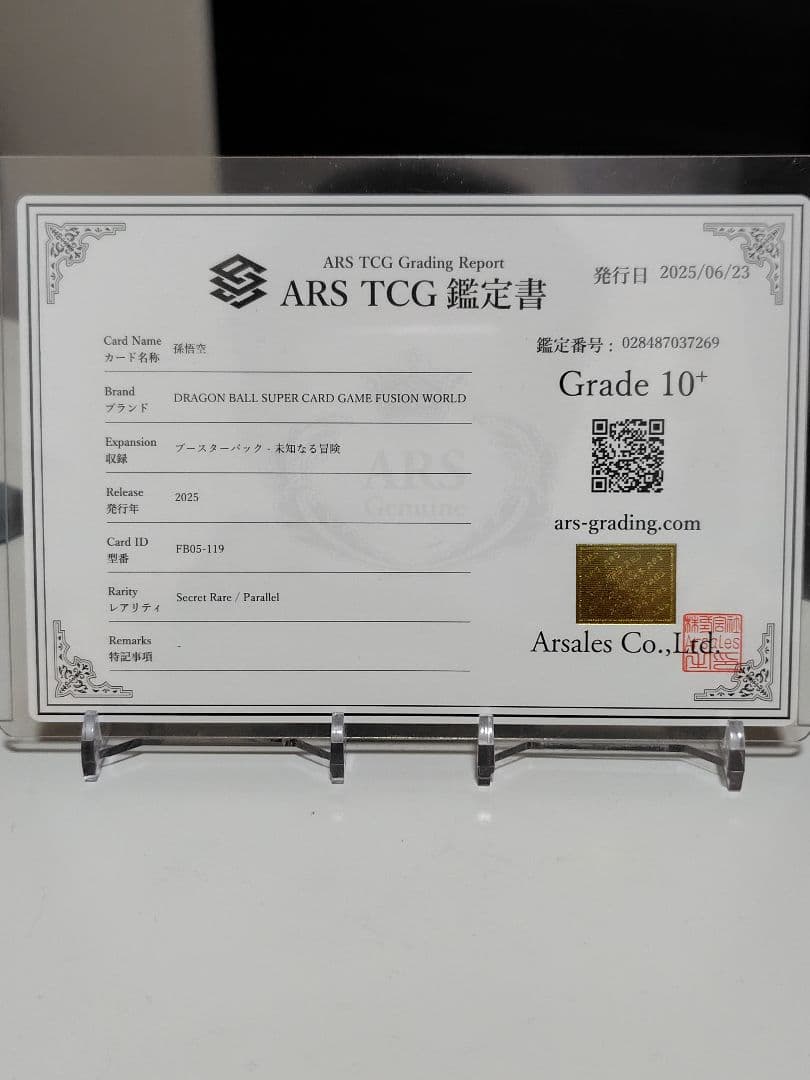 ARS TCG Grading Report
ARS TCG 鑑定書
発行日 2025/06/23
Card Name
カード名称
孫悟空
Brand
ブランド
DRAGON BALL SUPER CARD GAME FUSION WORLD
Expansion
収録
ブースターパック - 未知なる冒険
Release
発行年
2025
Card ID
型番
FB05-119
Rarity
レアリティ
Secret Rare / Parallel
Remarks
特記事項
-
ARS
Genuine
鑑定番号 : 028487037269
Grade 10+
ars-grading.com
Arsales Co.,Ltd.